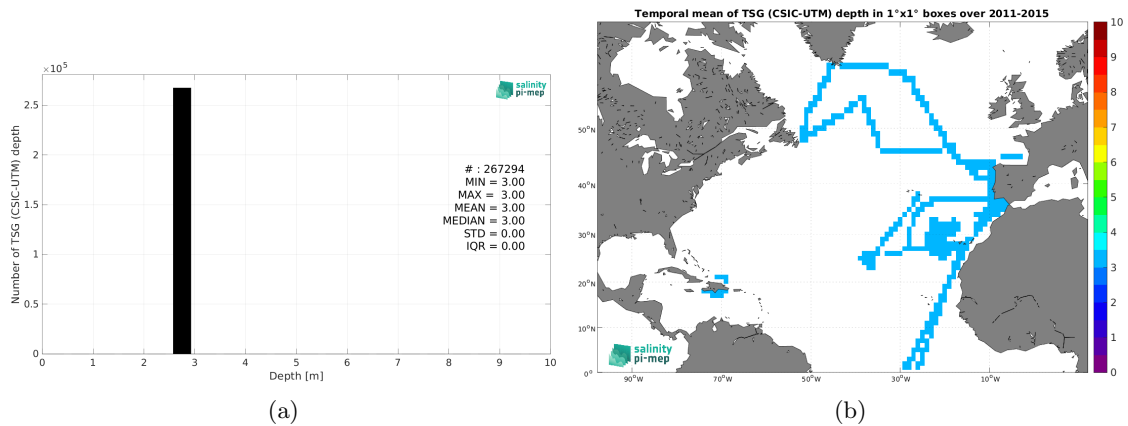 ×10⁵
2.5
2
1.5
1
0.5
0
Number of TSG (CSIC-UTM) depth
salinity
pi-mep
# : 267294
MIN = 3.00
MAX = 3.00
MEAN = 3.00
MEDIAN = 3.00
STD = 0.00
IQR = 0.00
0 1 2 3 4 5 6 7 8 9 10
Depth [m]
(a)
Temporal mean of TSG (CSIC-UTM) depth in 1°x1° boxes over 2011-2015
50°N
40°N
30°N
20°N
10°N
0°
salinity
pi-mep
90°W 70°W 50°W 30°W 10°W
10
9
8
7
6
5
4
3
2
1
0
(b)